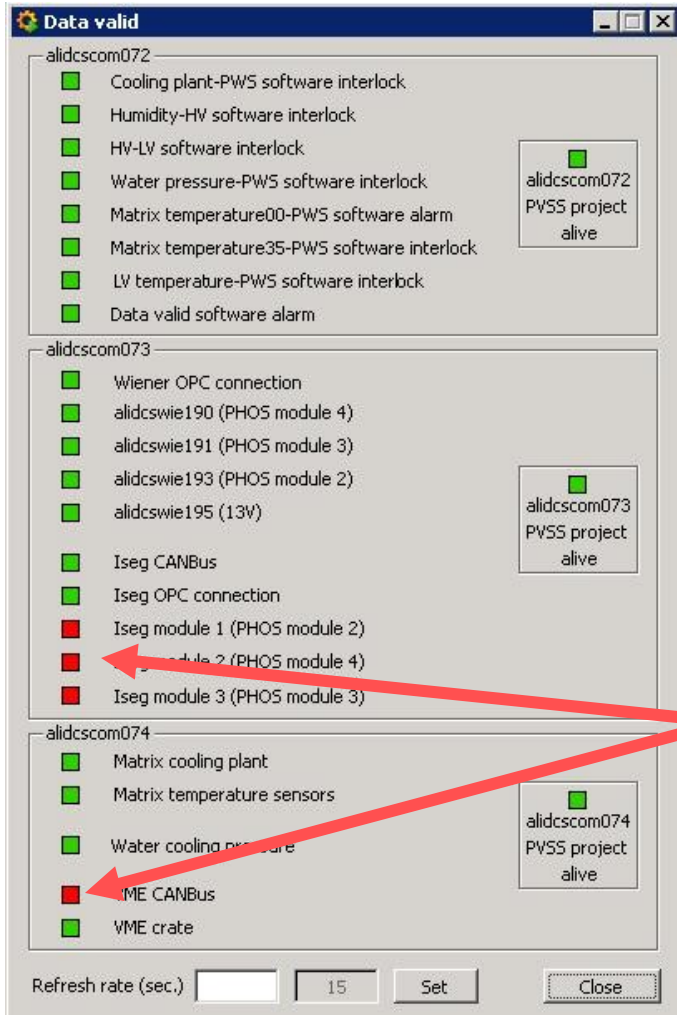 Data valid
alidcscom072
Cooling plant-PWS software interlock
Humidity-HV software interlock
HV-LV software interlock
Water pressure-PWS software interlock
Matrix temperature00-PWS software alarm
Matrix temperature35-PWS software interlock
LV temperature-PWS software interlock
Data valid software alarm
alidcscom072
PVSS project
alive
alidcscom073
Wiener OPC connection
alidcswie190 (PHOS module 4)
alidcswie191 (PHOS module 3)
alidcswie193 (PHOS module 2)
alidcswie195 (13V)
Iseg CANBus
Iseg OPC connection
Iseg module 1 (PHOS module 2)
module 2 (PHOS module 4)
Iseg module 3 (PHOS module 3)
alidcscom073
PVSS project
alive
alidcscom074
Matrix cooling plant
Matrix temperature sensors
Water cooling pressure
VME CANBus
VME crate
alidcscom074
PVSS project
alive
Refresh rate (sec.) 15 Set Close